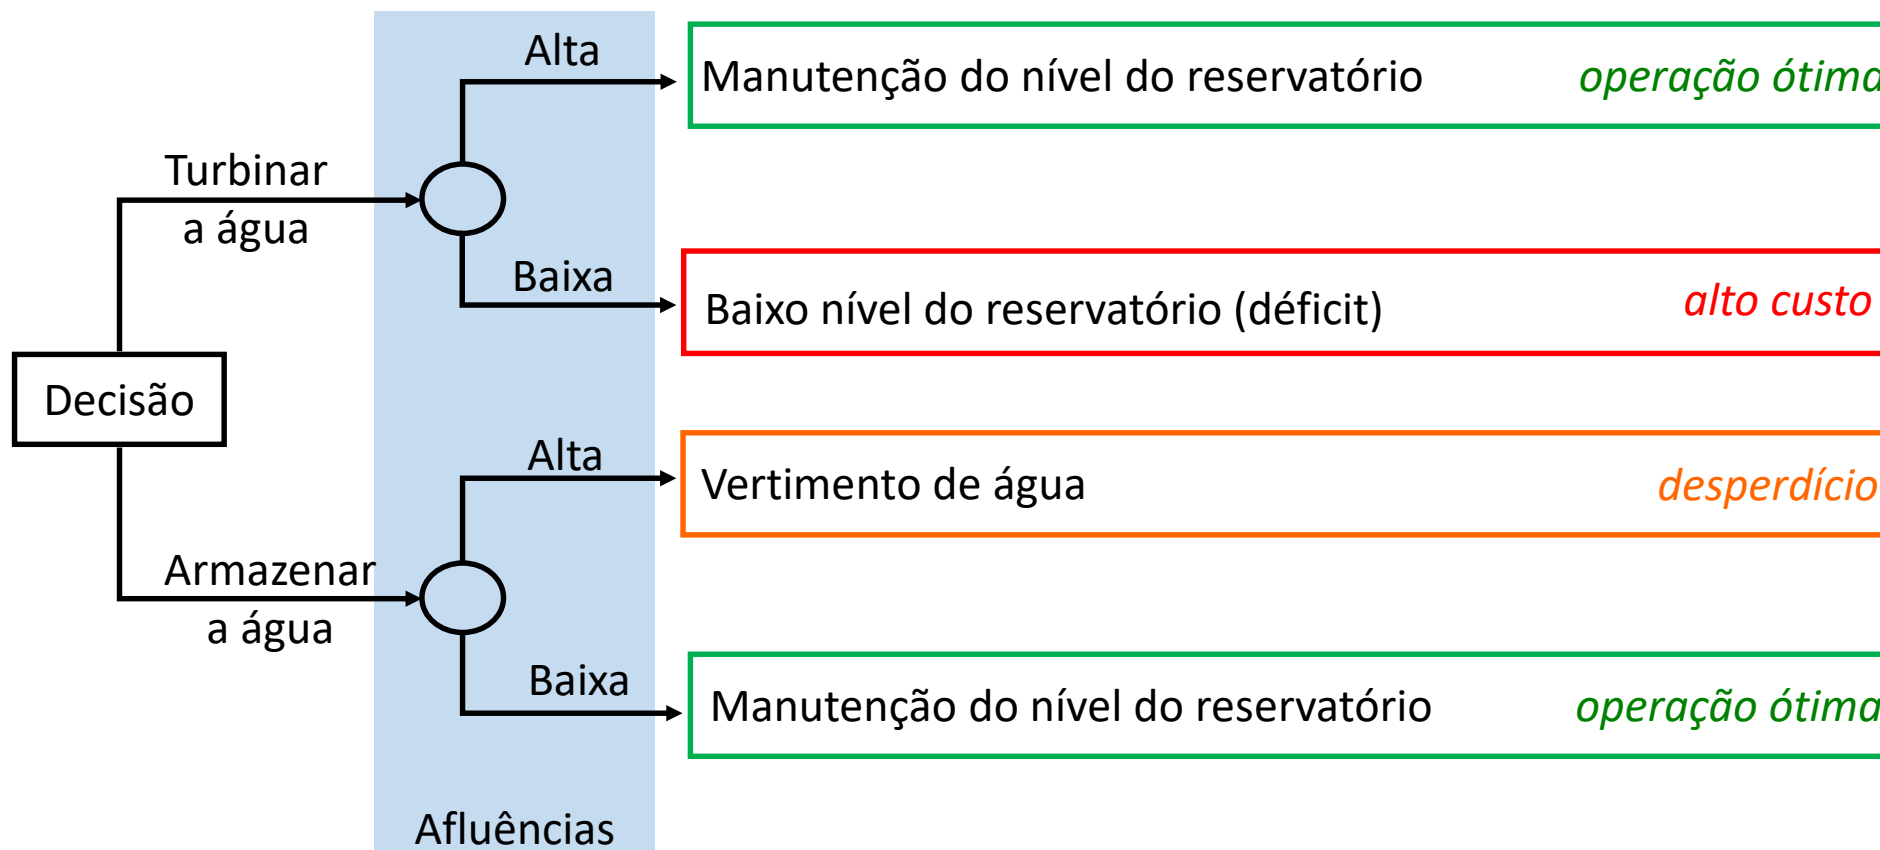 Decisão
Turbinar
a água
Armazenar
a água
Alta
Baixa
Alta
Baixa
Afluências
Manutenção do nível do reservatório operação ótima
Baixo nível do reservatório (déficit) alto custo
Vertimento de água desperdício
Manutenção do nível do reservatório operação ótima